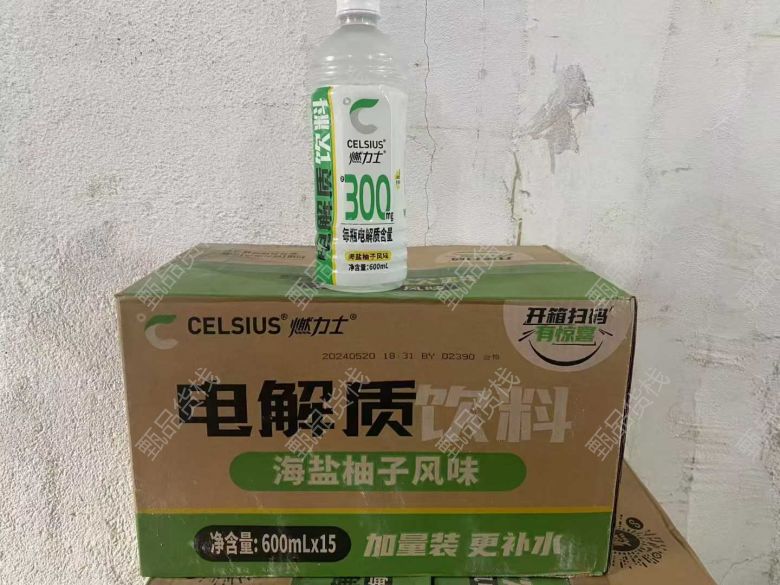 CELSIUS®
燃力士®
300mg
每瓶电解质含量
海盐柚子风味
净含量:600mL
电解质饮料
CELSIUS® 燃力士®
开箱扫码
有惊喜
20240520 18 31 BY 02390 合格
电解质饮料
海盐柚子风味
净含量: 600mLx15
加量装 更补水
甄品货栈